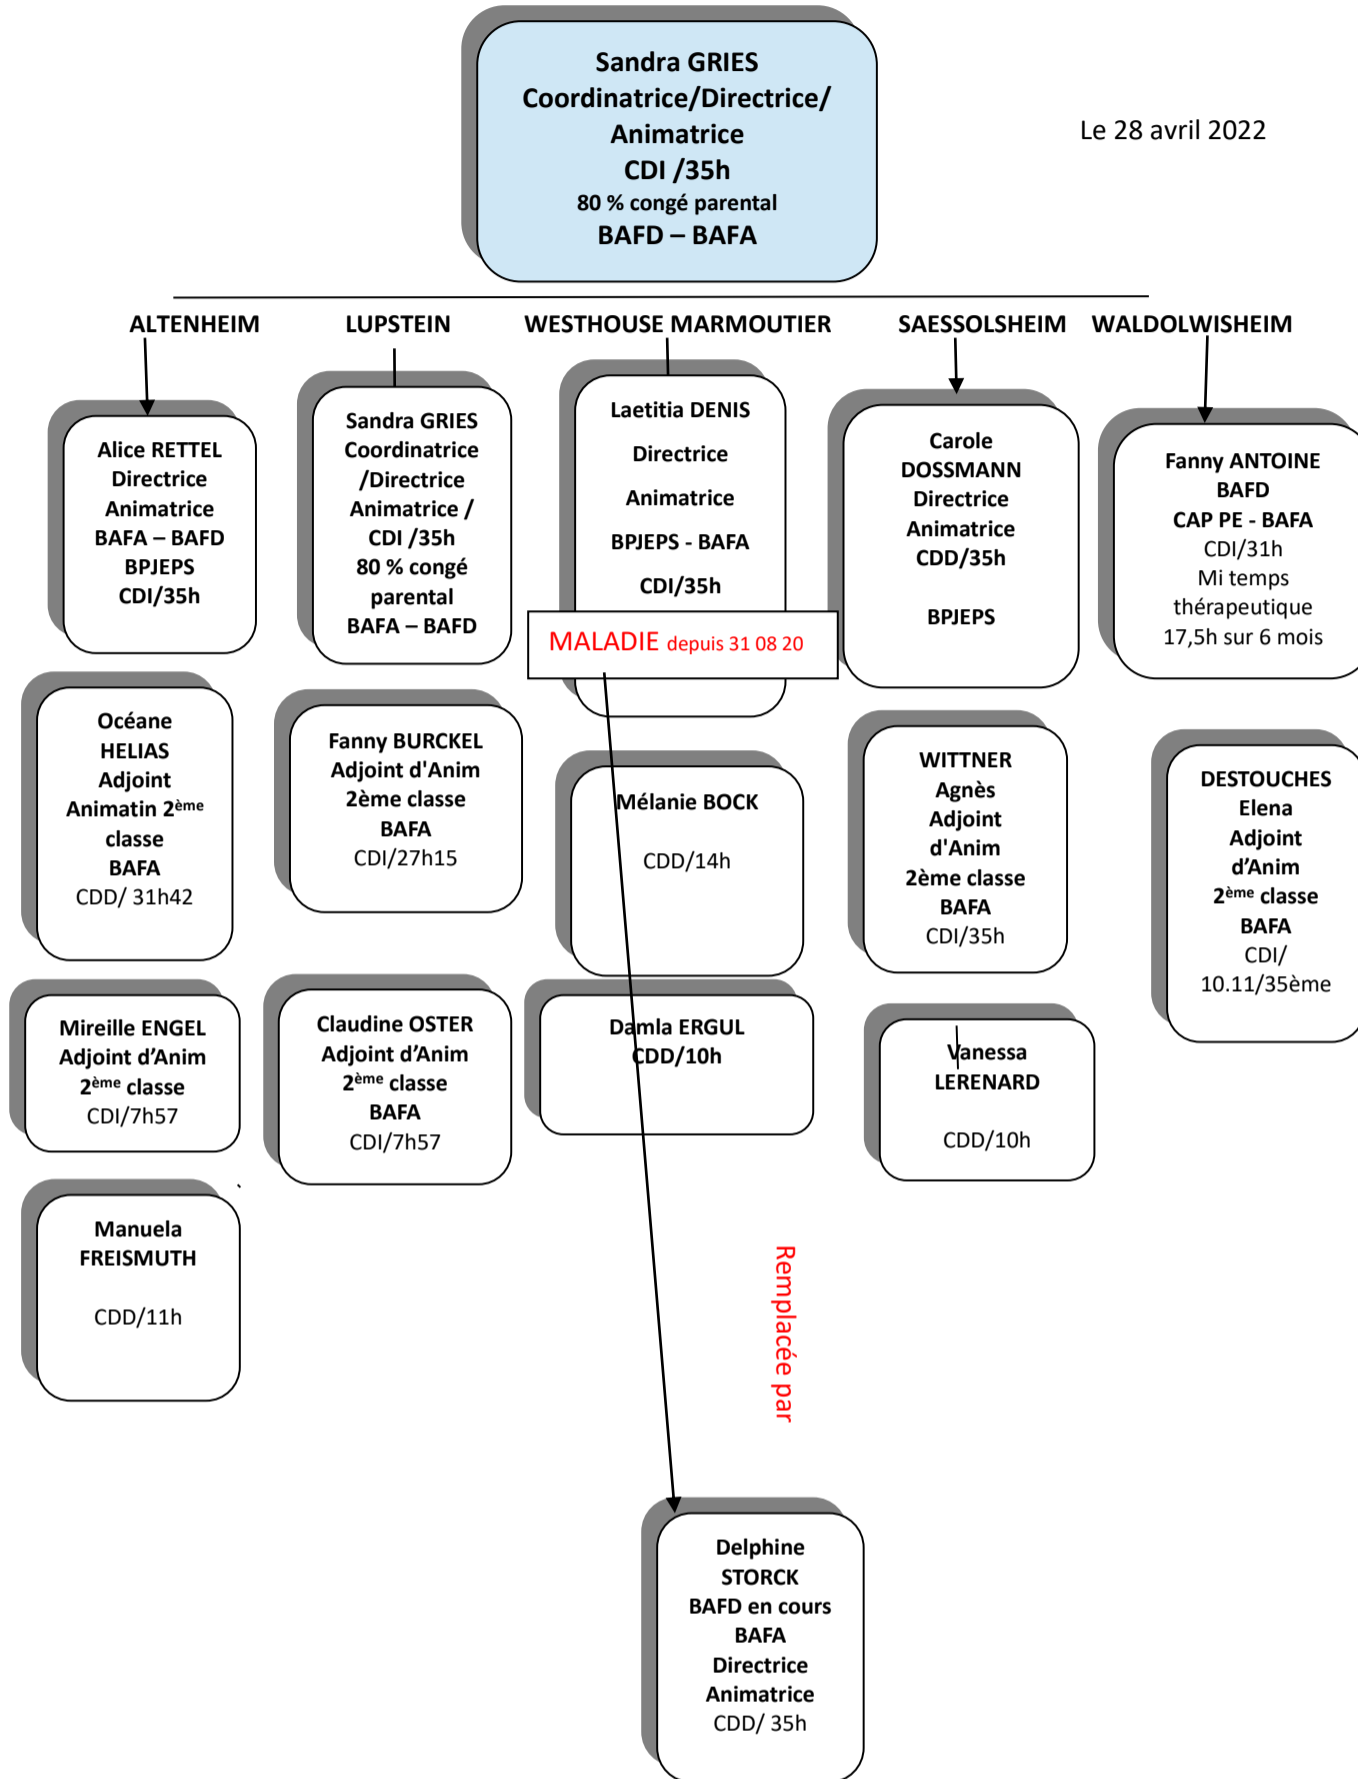 Sandra GRIES
Coordinatrice/Directrice/
Animatrice
CDI /35h
80 % congé parental
BAFD – BAFA
Le 28 avril 2022
ALTENHEIM
LUPSTEIN
WESTHOUSE MARMOUTIER
SAESSOLSHEIM
WALDOLWISHEIM
Alice RETTEL
Directrice
Animatrice
BAFA – BAFD
BPJEPS
CDI/35h
Sandra GRIES
Coordinatrice
/Directrice
Animatrice /
CDI /35h
80 % congé
parental
BAFA – BAFD
Laetitia DENIS
Directrice
Animatrice
BPJEPS - BAFA
CDI/35h
MALADIE depuis 31 08 20
Carole
DOSSMANN
Directrice
Animatrice
CDD/35h
BPJEPS
Fanny ANTOINE
BAFD
CAP PE - BAFA
CDI/31h
Mi temps
thérapeutique
17,5h sur 6 mois
Océane
HELIAS
Adjoint
Animatin 2ème
classe
BAFA
CDD/ 31h42
Fanny BURCKEL
Adjoint d'Anim
2ème classe
BAFA
CDI/27h15
Mélanie BOCK
CDD/14h
WITTNER
Agnès
Adjoint
d'Anim
2ème classe
BAFA
CDI/35h
DESTOUCHES
Elena
Adjoint
d’Anim
2ème classe
BAFA
CDI/
10.11/35ème
Mireille ENGEL
Adjoint d’Anim
2ème classe
CDI/7h57
Claudine OSTER
Adjoint d’Anim
2ème classe
BAFA
CDI/7h57
Damla ERGUL
CDD/10h
Vanessa
LERENARD
CDD/10h
Manuela
FREISMUTH
CDD/11h
Remplacée par
Delphine
STORCK
BAFD en cours
BAFA
Directrice
Animatrice
CDD/ 35h